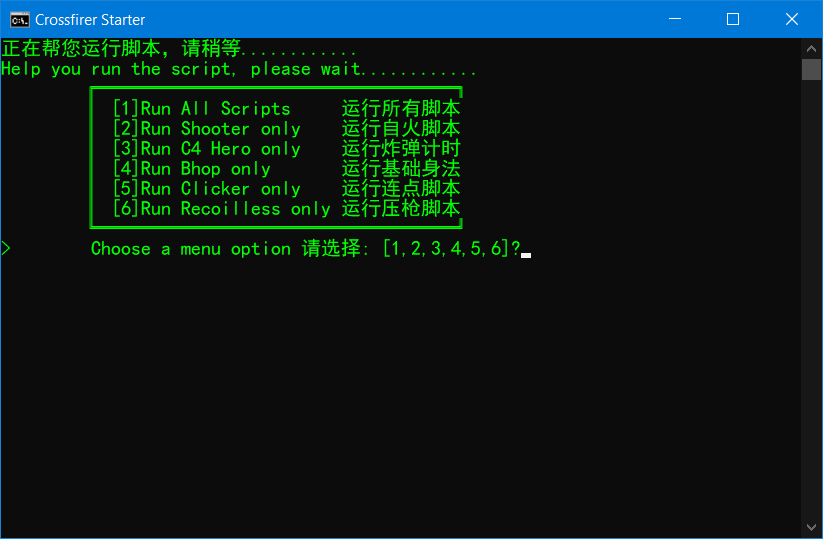 Crossfirer Starter
正在帮您运行脚本，请稍等............
Help you run the script, please wait............
[1]Run All Scripts 运行所有脚本
[2]Run Shooter only 运行自火脚本
[3]Run C4 Hero only 运行炸弹计时
[4]Run Bhop only 运行基础身法
[5]Run Clicker only 运行连点脚本
[6]Run Recoilless only 运行压枪脚本
> Choose a menu option 请选择: [1,2,3,4,5,6]?